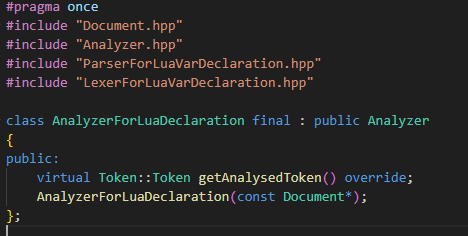 #pragma once
#include "Document.hpp"
#include "Analyzer.hpp"
#include "ParserForLuaVarDeclaration.hpp"
#include "LexerForLuaVarDeclaration.hpp"

class AnalyzerForLuaDeclaration final : public Analyzer
{
public:
    virtual Token::Token getAnalysedToken() override;
    AnalyzerForLuaDeclaration(const Document*);
};